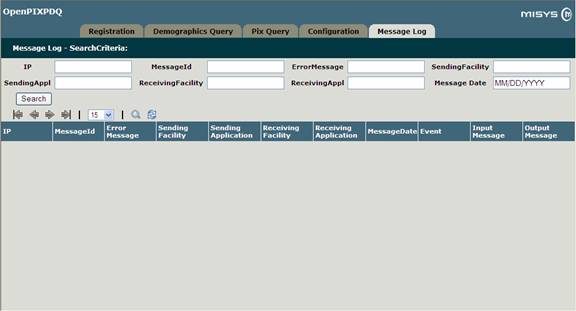 OpenPIXPDQ
MISYS
Registration Demographics Query Pix Query Configuration Message Log
Message Log - SearchCriteria:
IP MessageId ErrorMessage SendingFacility
SendingAppl ReceivingFacility ReceivingAppl Message Date MM/DD/YYYY
Search
15
IP MessageId Error Message Sending Facility Sending Application Receiving Facility Receiving Application MessageDate Event Input Message Output Message